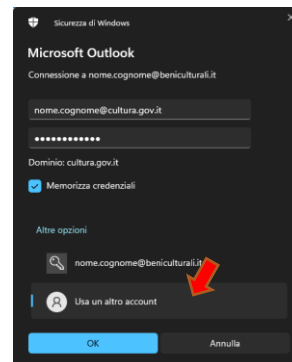 Sicurezza di Windows
Microsoft Outlook
Connessione a nome.cognome@beniculturali.it
nome.cognome@cultura.gov.it
••••••••••••
Dominio: cultura.gov.it
Memorizza credenziali
Altre opzioni
nome.cognome@beniculturali.it
Usa un altro account
OK Annulla